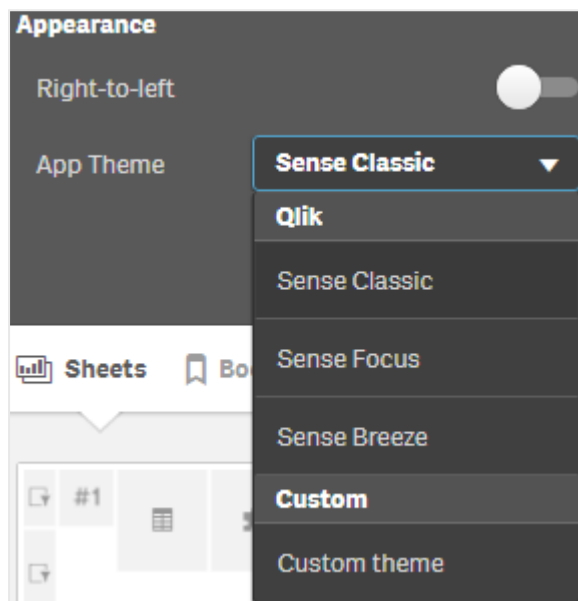 Appearance
Right-to-left
App Theme
Sense Classic
Qlik
Sense Classic
Sense Focus
Sense Breeze
Custom
Custom theme
Sheets
#1